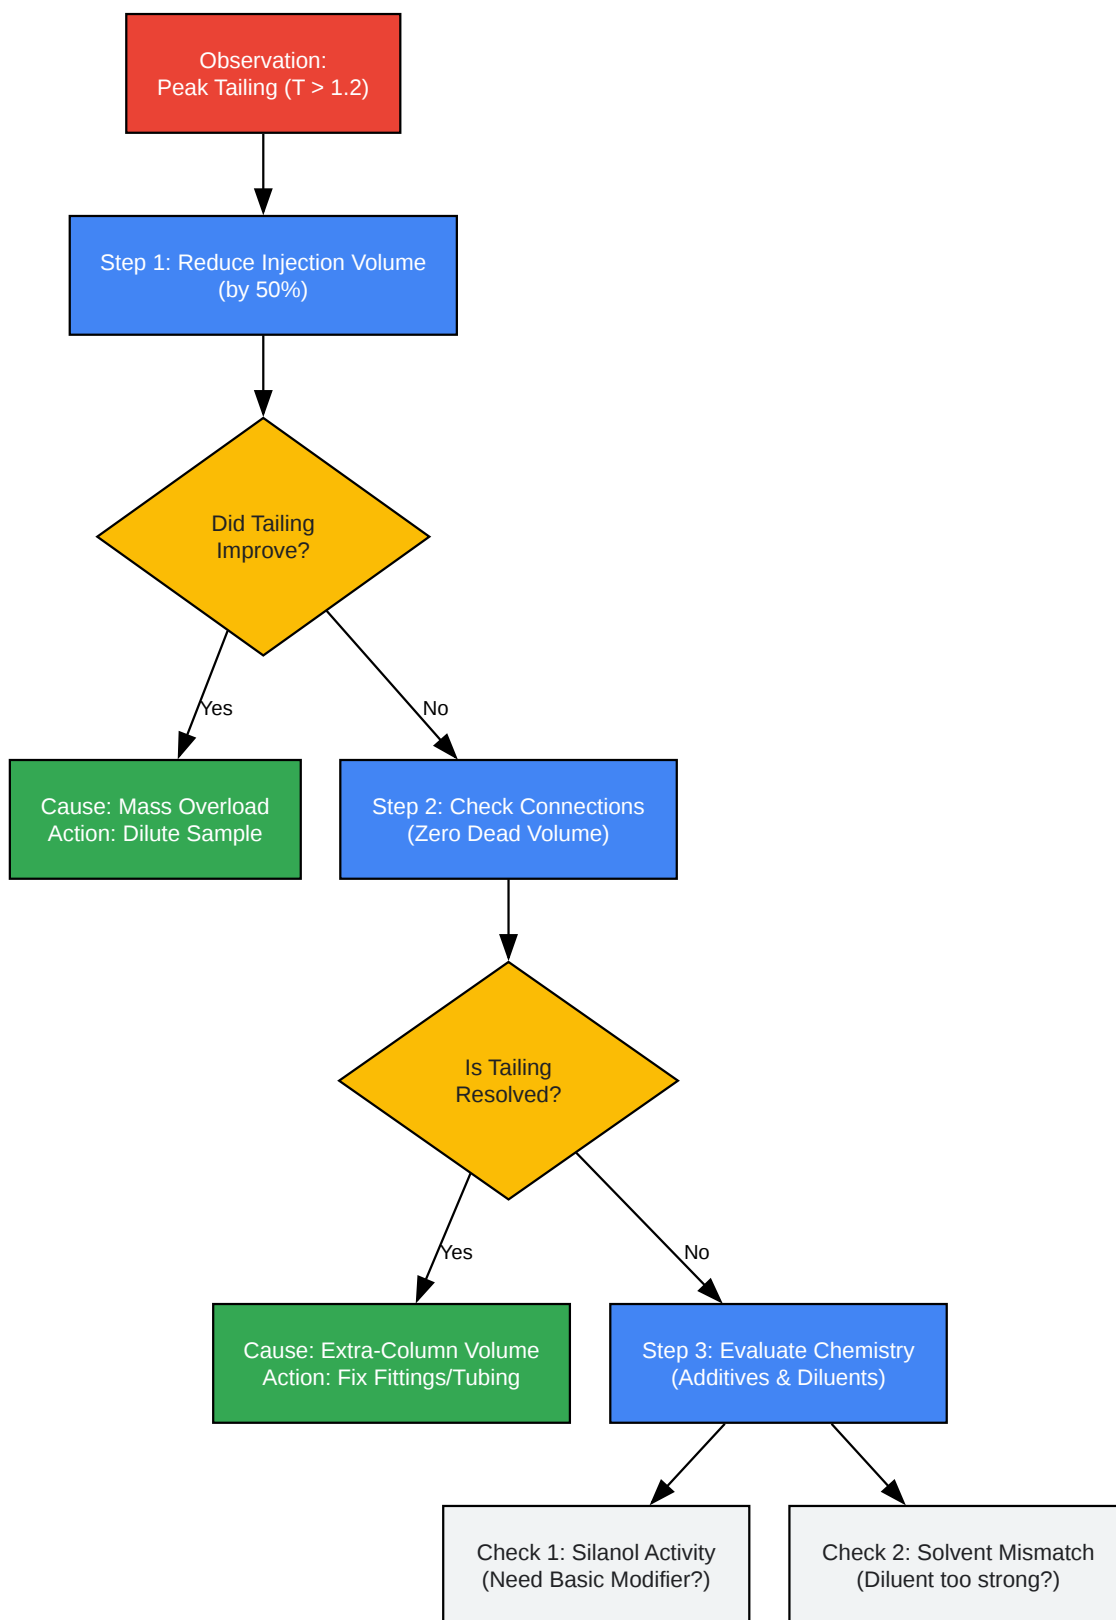 Observation:
Peak Tailing (T > 1.2)
Step 1: Reduce Injection Volume
(by 50%)
Did Tailing
Improve?
Yes
No
Cause: Mass Overload
Action: Dilute Sample
Step 2: Check Connections
(Zero Dead Volume)
Is Tailing
Resolved?
Yes
No
Cause: Extra-Column Volume
Action: Fix Fittings/Tubing
Step 3: Evaluate Chemistry
(Additives & Diluents)
Check 1: Silanol Activity
(Need Basic Modifier?)
Check 2: Solvent Mismatch
(Diluent too strong?)